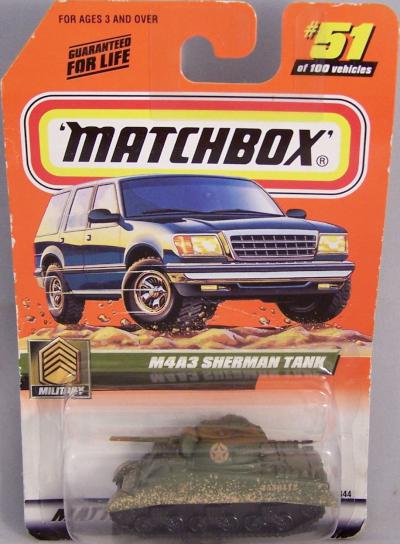 FOR AGES 3 AND OVER
GUARANTEED
FOR LIFE
#51
of 100 vehicles
'MATCHBOX'®
M4A3 SHERMAN TANK
MILITARY